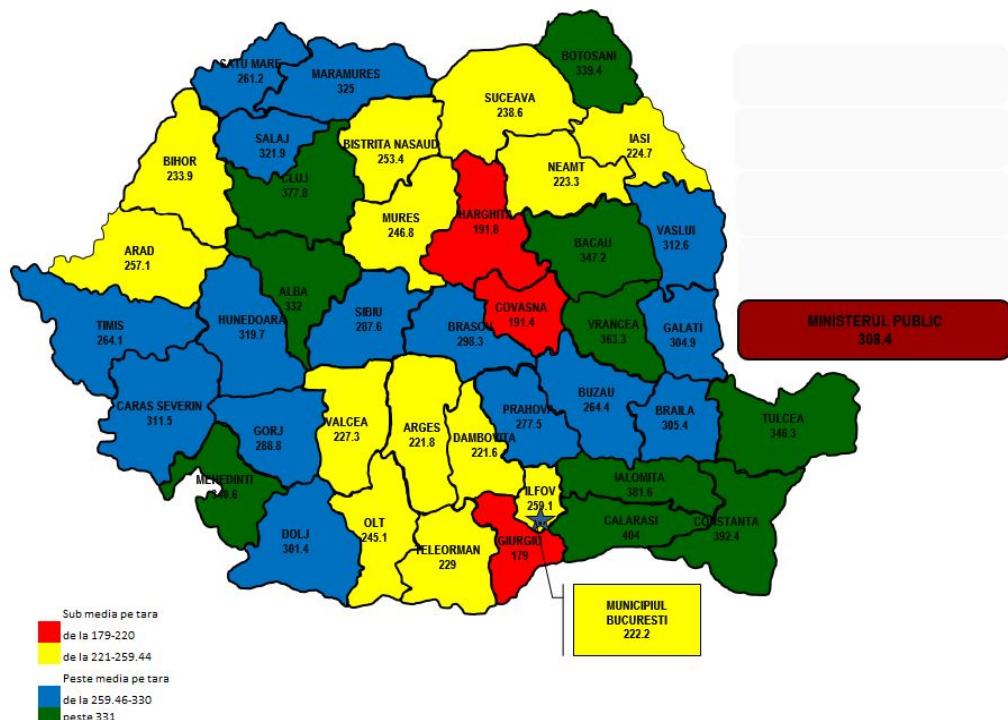 BOTOSANI
339.4
SATU MARE
261.2
MARAMURES
325
SUCEAVA
238.6
SALAJ
321.9
BISTRITA NASAUD
253.4
IASI
224.7
BIHOR
233.9
CLUJ
377.8
NEAMT
223.3
MURES
246.8
HARGHITA
191.8
VASLUI
312.6
BACAU
347.2
ARAD
257.1
ALBA
332
COVASNA
191.4
TIMIS
264.1
HUNEDOARA
319.7
SIBIU
287.6
BRASOV
298.3
VRANCEA
363.3
GALATI
304.9
MINISTERUL PUBLIC
308.4
CARAS SEVERIN
311.5
GORJ
288.8
VALCEA
227.3
ARGES
221.8
DAMBOVITA
221.6
PRAHOVA
277.5
BUZAU
264.4
BRAILA
305.4
TULCEA
346.3
MEHEDINTI
IALOMITA
381.6
ILFOV
259.1
DOLJ
301.4
OLT
245.1
TELEORMAN
229
GIURGIU
179
CALARASI
404
CONSTANTA
392.4
MUNICIPIUL
BUCURESTI
222.2
Sub media pe tara
de la 179-220
de la 221-259.44
Peste media pe tara
de la 259.46-330
peste 331